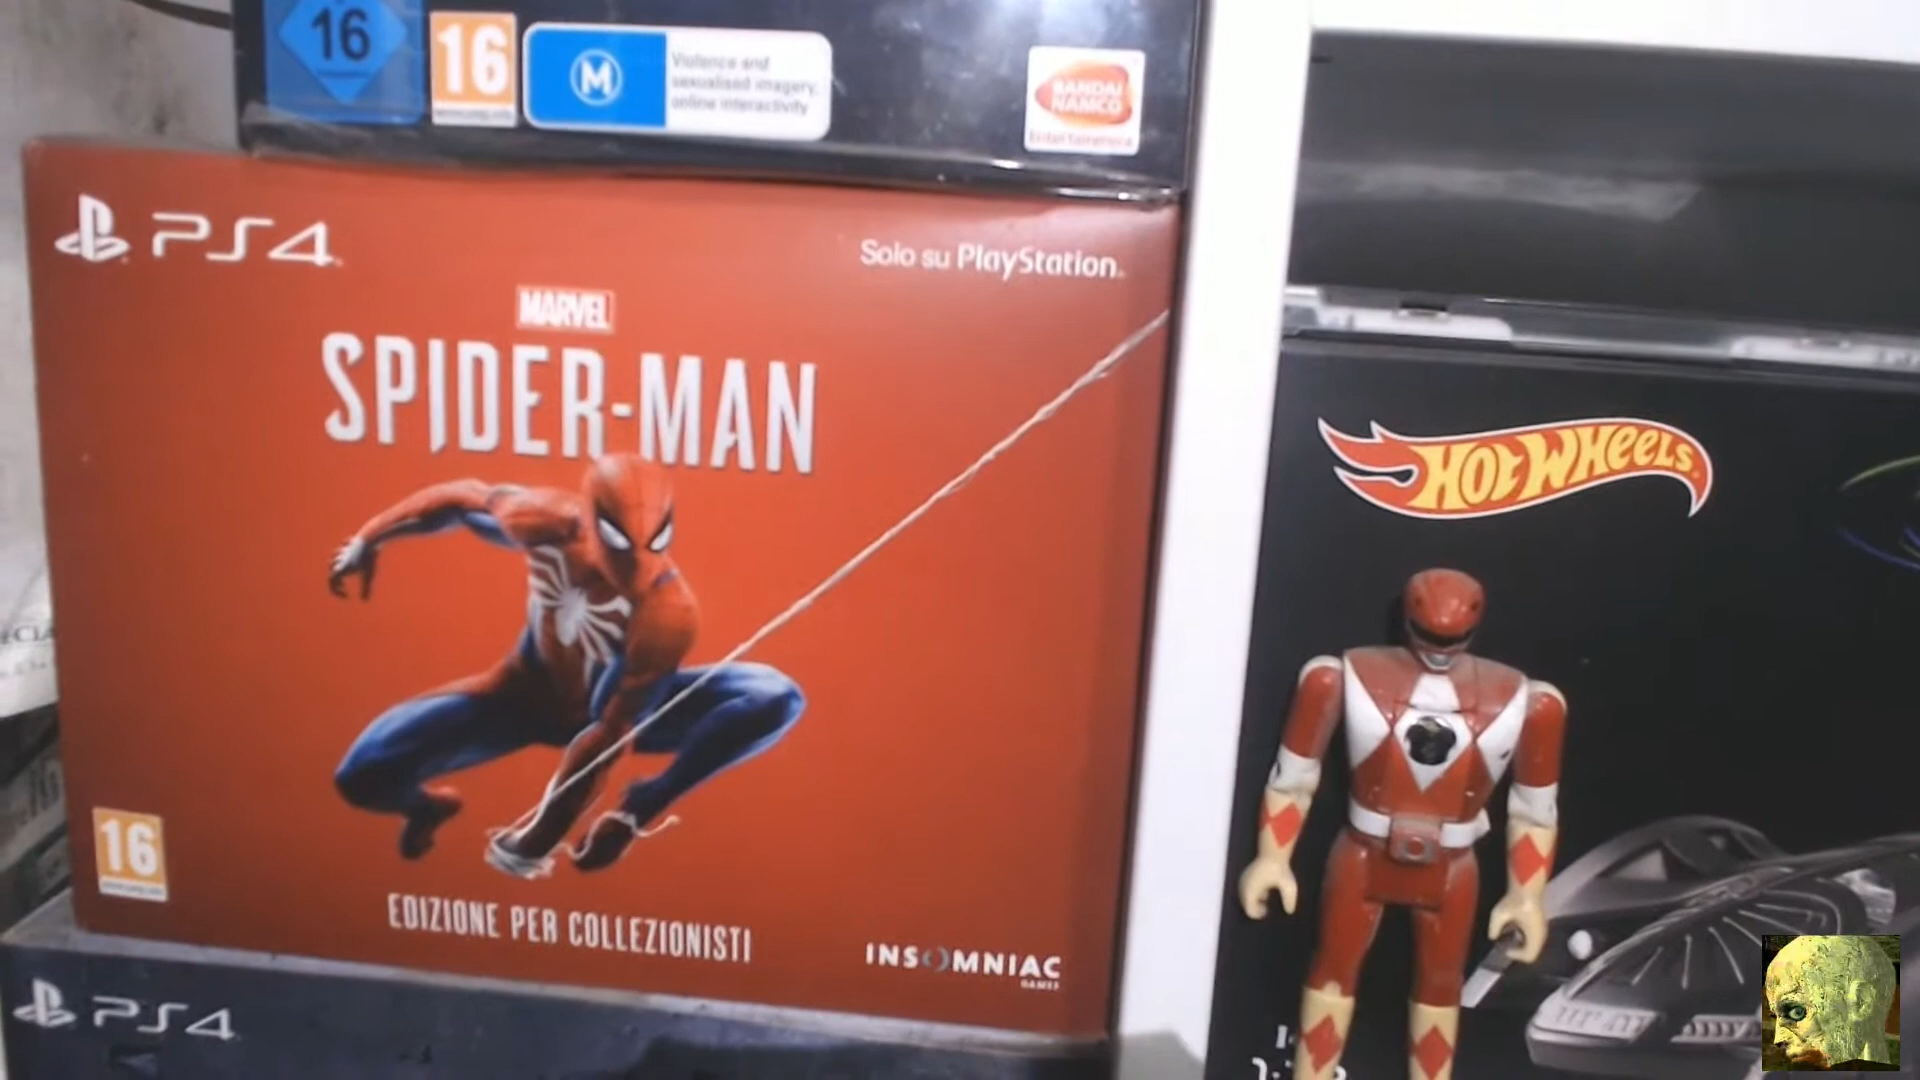 16
16
M
Violence and
sexualised imagery,
online interactivity
BANDAI
NAMCO
Entertainment
PS4
Solo su PlayStation
MARVEL
SPIDER-MAN
HOT WHEELS
16
EDIZIONE PER COLLEZIONISTI
INSOMNIAC
GAMES
PS4